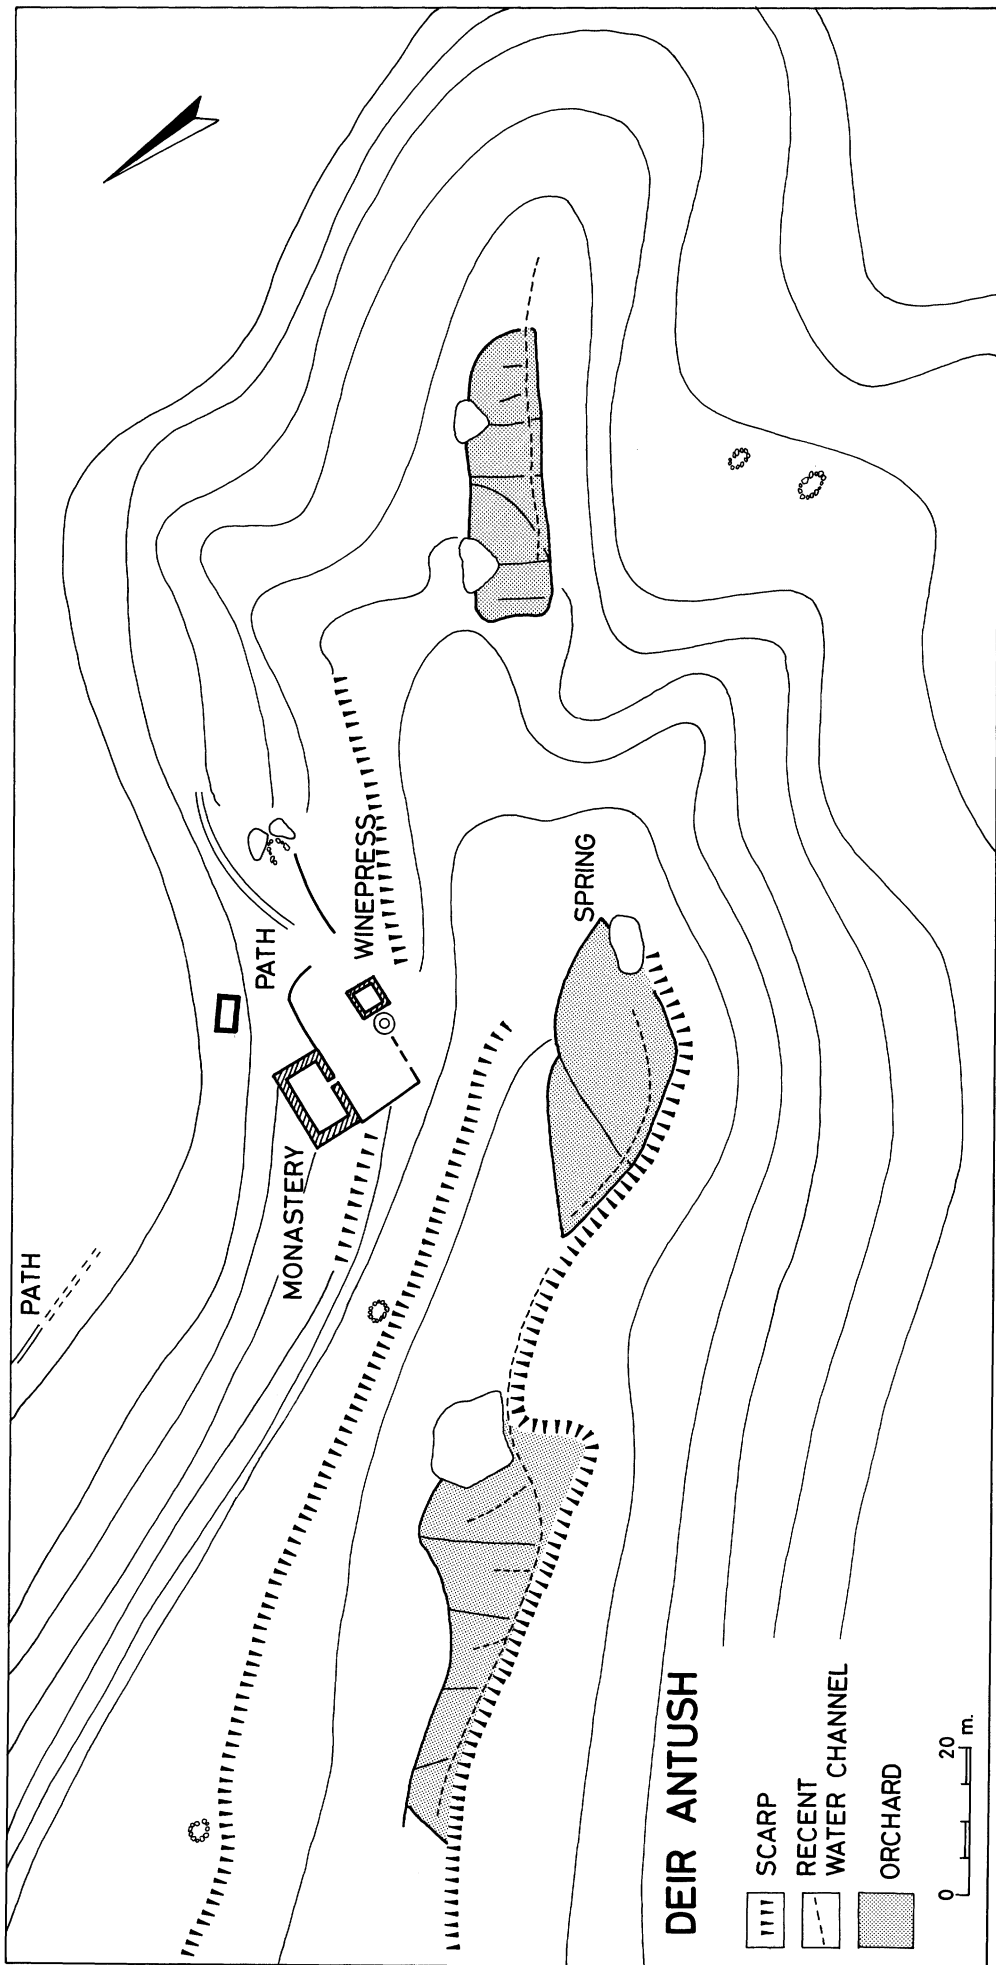 PATH
MONASTERY
PATH
WINEPRESS
SPRING
DEIR ANTUSH
SCARP
RECENT
WATER CHANNEL
ORCHARD
0 20 m.